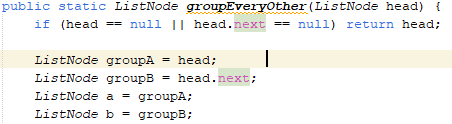 public static ListNode groupEveryOther(ListNode head) {
if (head == null || head.next == null) return head;
ListNode groupA = head;
ListNode groupB = head.next;
ListNode a = groupA;
ListNode b = groupB;